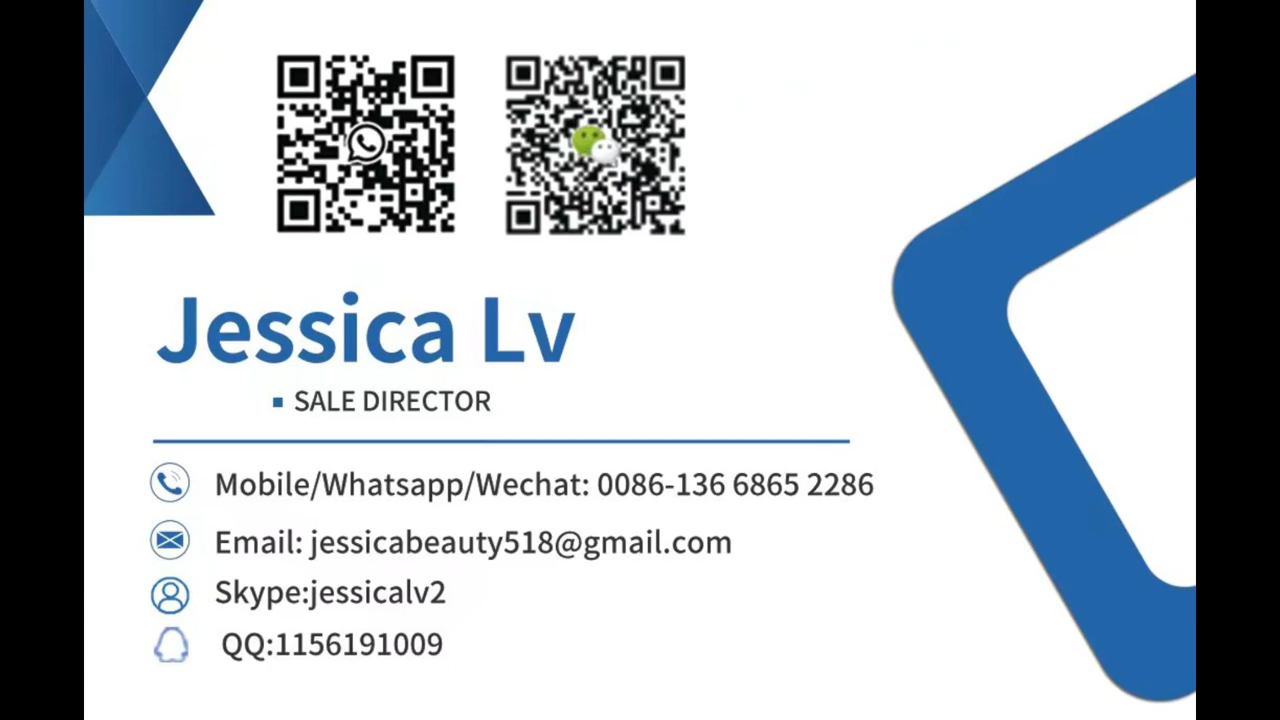 Jessica Lv
SALE DIRECTOR
Mobile/Whatsapp/Wechat: 0086-136 6865 2286
Email: jessicabeauty518@gmail.com
Skype:jessicalv2
QQ:1156191009